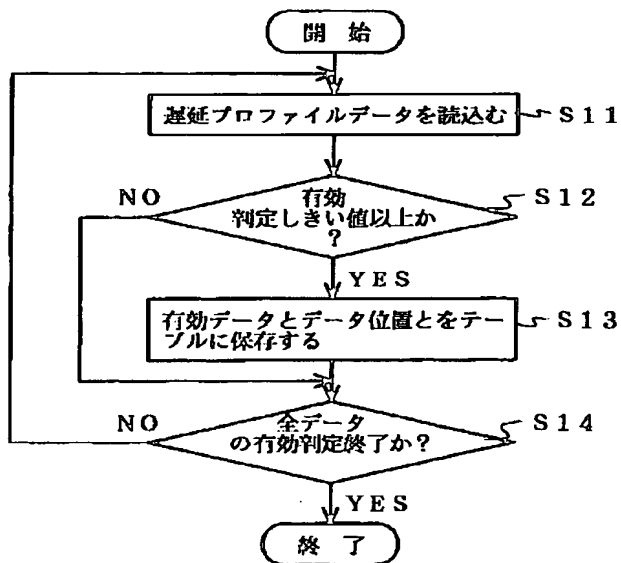 開 始
遅延プロファイルデータを読込む
S11
NO
有効
判定しきい値以上か
?
S12
YES
有効データとデータ位置とをテー
ブルに保存する
S13
NO
全データ
の有効判定終了か?
S14
YES
終 了